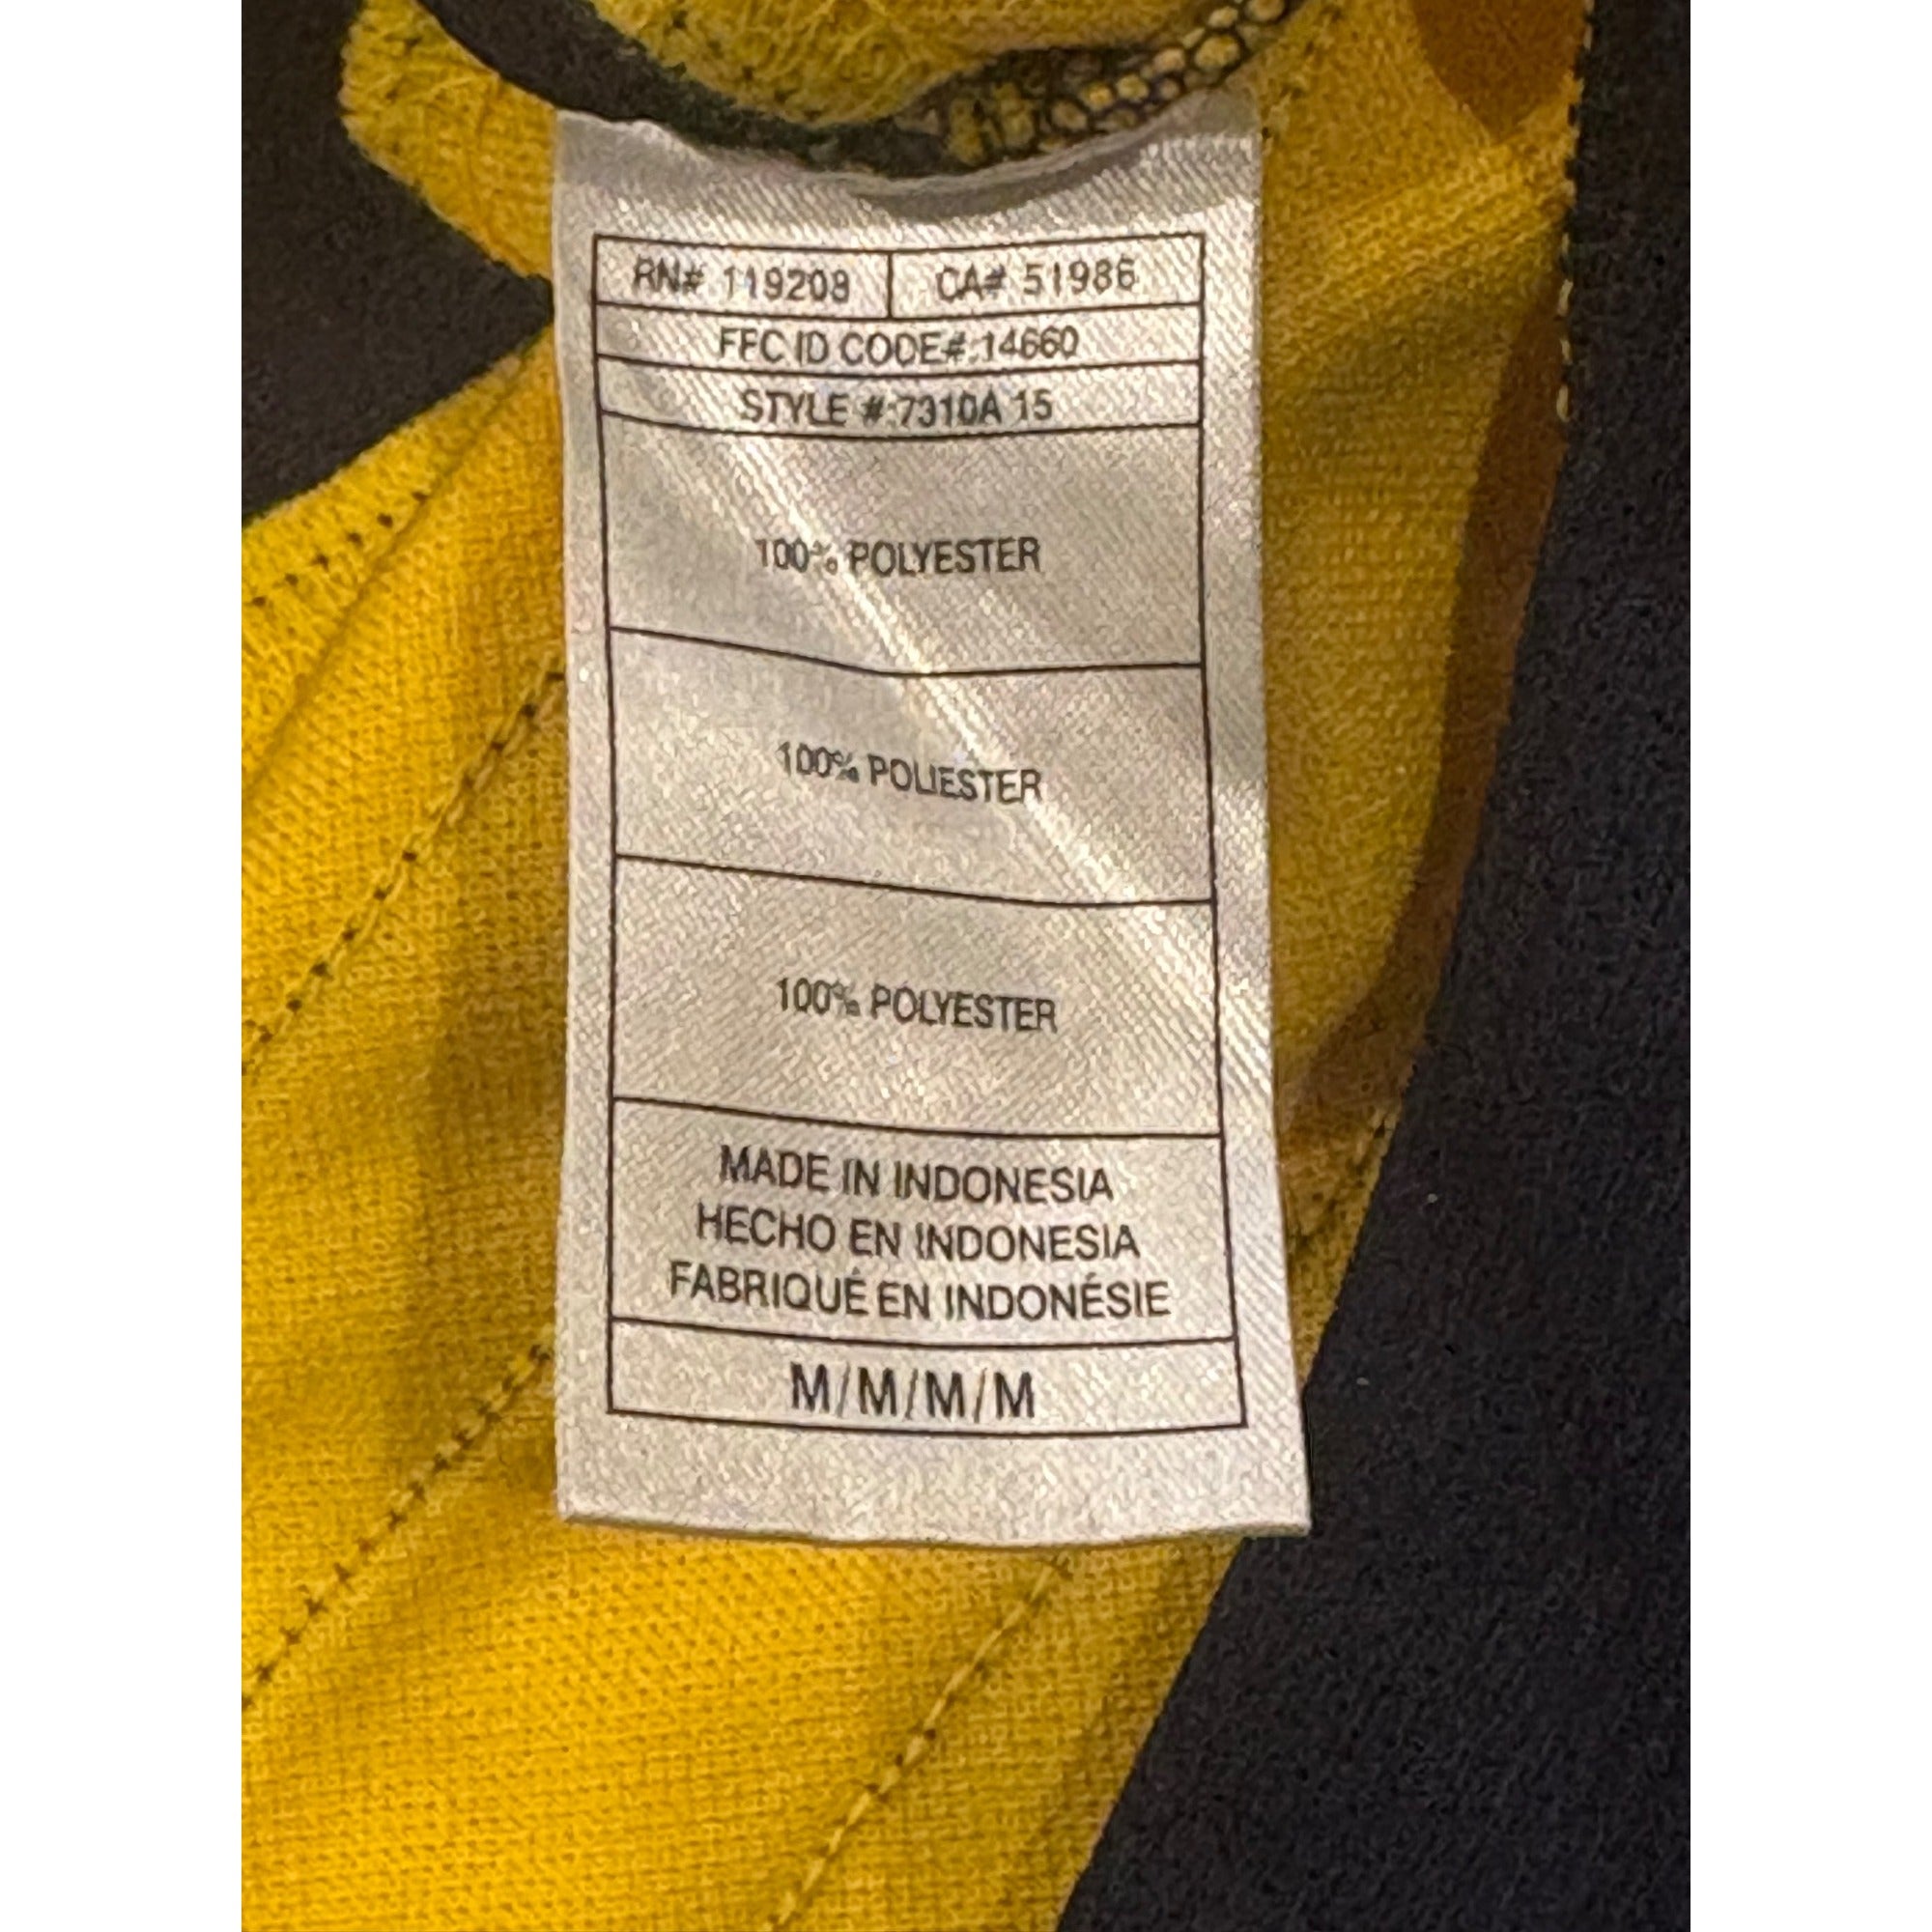 RN# 119208 CA# 51986
FFC ID CODE#:14660
STYLE #:7310A 15
100% POLYESTER
100% POLIESTER
100% POLYESTER
MADE IN INDONESIA
HECHO EN INDONESIA
FABRIQUÉ EN INDONÉSIE
M/M/M/M